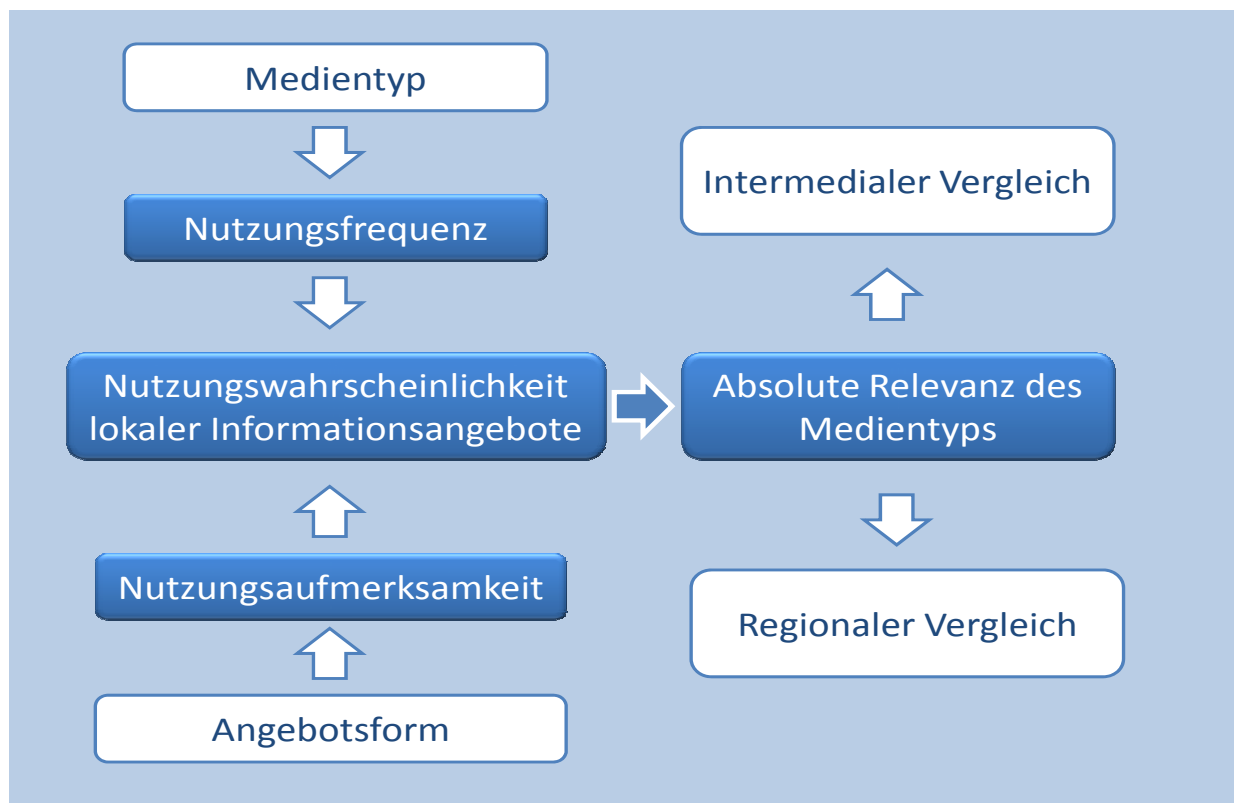 Medientyp
Nutzungsfrequenz
Nutzungswahrscheinlichkeit
lokaler Informationsangebote
Nutzungsaufmerksamkeit
Angebotsform
Intermedialer Vergleich
Absolute Relevanz des
Medientyps
Regionaler Vergleich